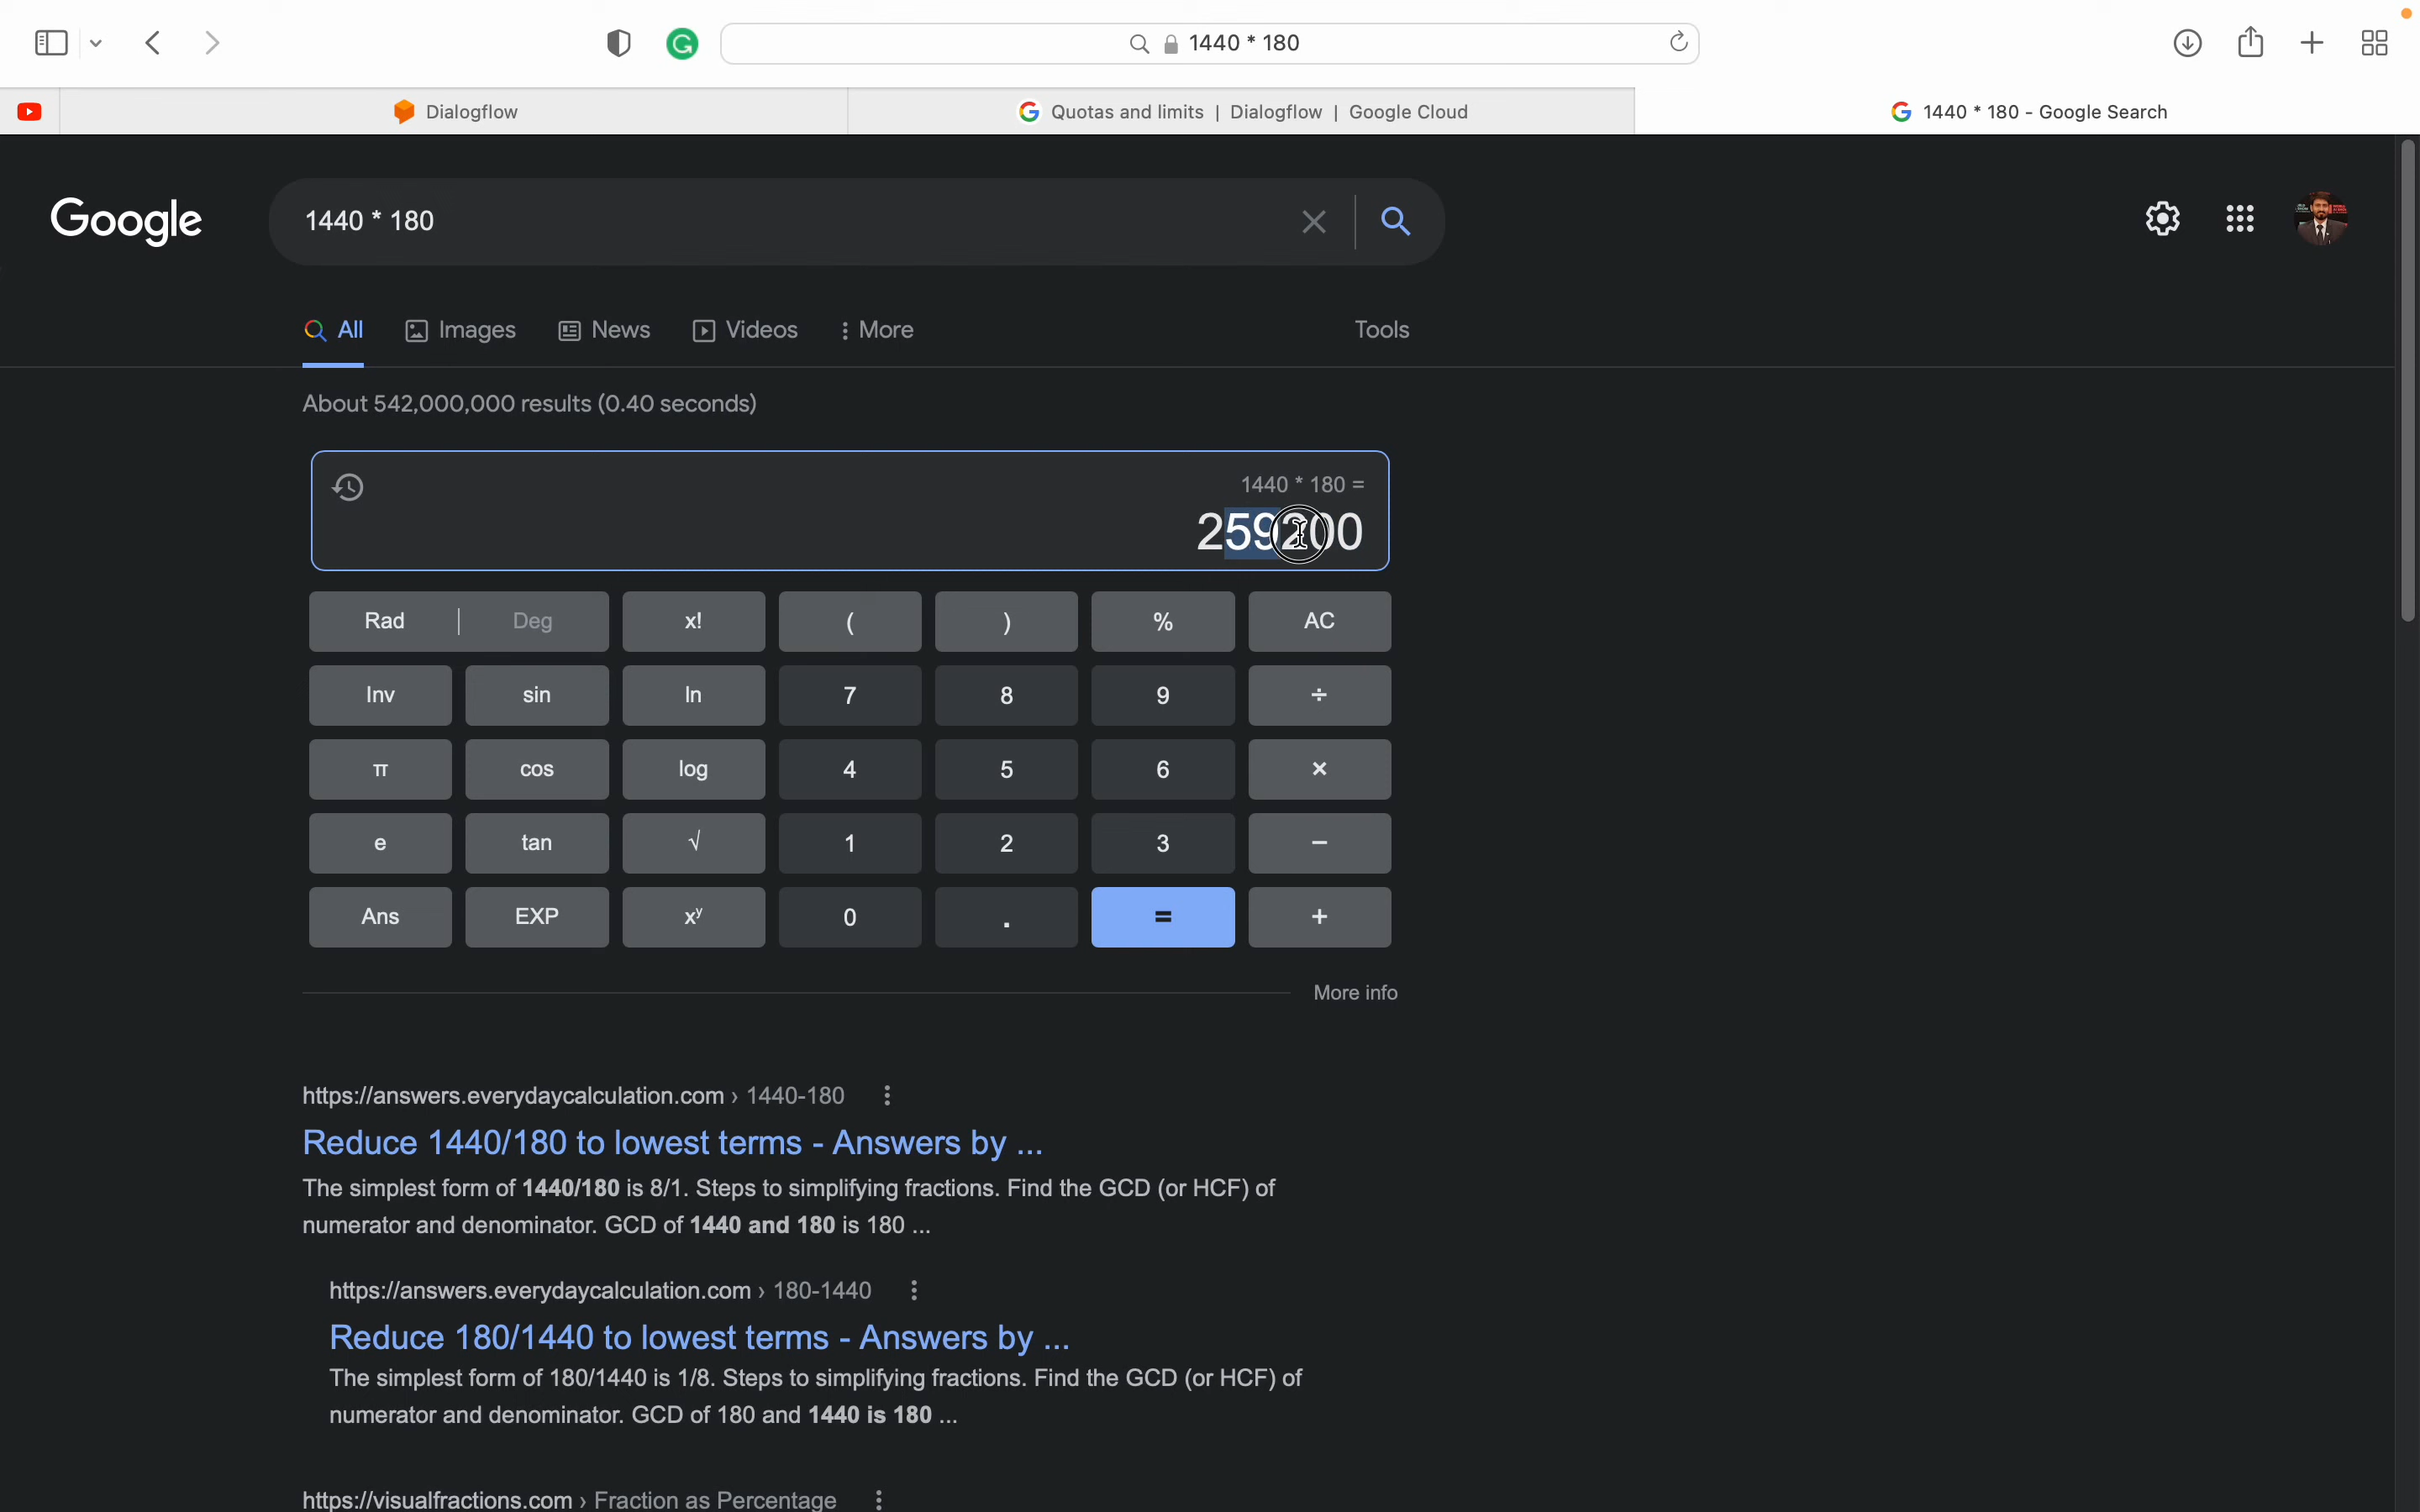 1440 * 180
Dialogflow
Quotas and limits | Dialogflow | Google Cloud
1440 * 180 - Google Search
Google
1440 * 180
All
Images
News
Videos
More
Tools
About 542,000,000 results (0.40 seconds)
1440 * 180 =
259200
Rad | Deg x! ( ) % AC
Inv sin ln 7 8 9 ÷
π cos log 4 5 6 ×
e tan √ 1 2 3 −
Ans EXP xʸ 0 . = +
More info
https://answers.everydaycalculation.com › 1440-180
Reduce 1440/180 to lowest terms - Answers by ...
The simplest form of 1440/180 is 8/1. Steps to simplifying fractions. Find the GCD (or HCF) of
numerator and denominator. GCD of 1440 and 180 is 180 ...
https://answers.everydaycalculation.com › 180-1440
Reduce 180/1440 to lowest terms - Answers by ...
The simplest form of 180/1440 is 1/8. Steps to simplifying fractions. Find the GCD (or HCF) of
numerator and denominator. GCD of 180 and 1440 is 180 ...
https://visualfractions.com › Fraction as Percentage